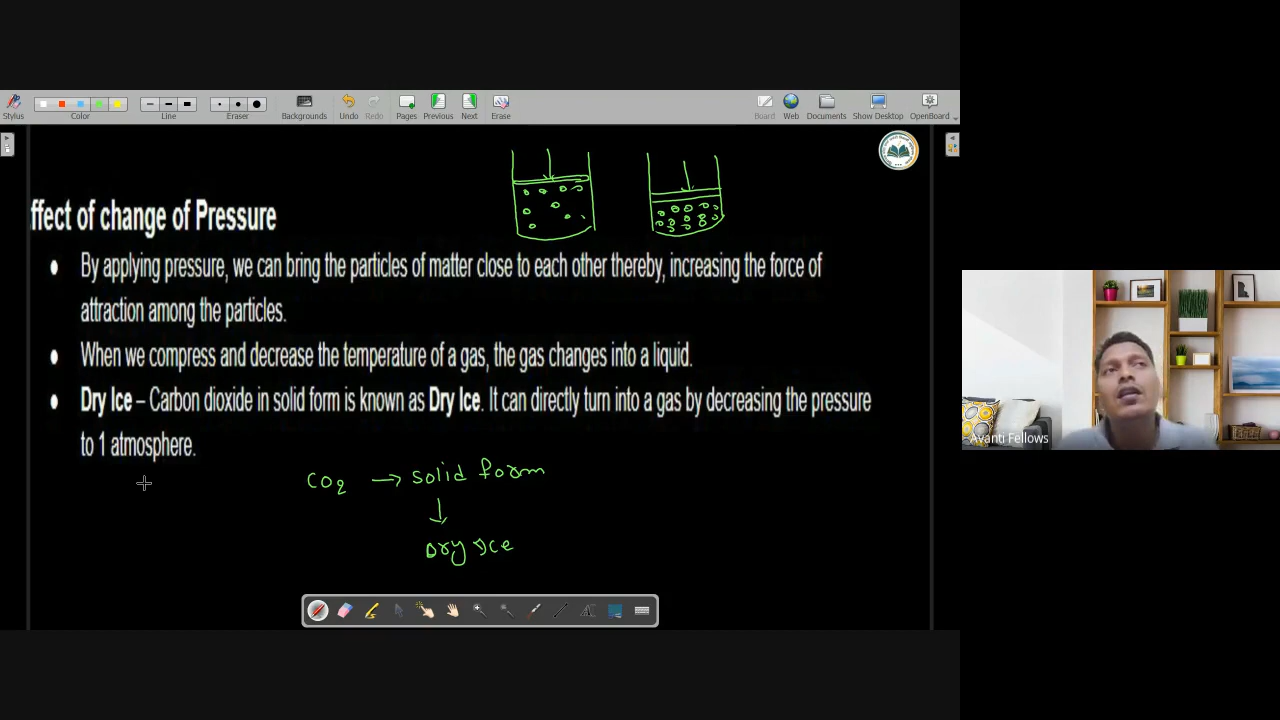 Stylus
Color
Line
Eraser
Backgrounds
Undo
Redo
Pages
Previous
Next
Erase
Board
Web
Documents
Show Desktop
OpenBoard
ffect of change of Pressure
• By applying pressure, we can bring the particles of matter close to each other thereby, increasing the force of
attraction among the particles.
• When we compress and decrease the temperature of a gas, the gas changes into a liquid.
• Dry Ice – Carbon dioxide in solid form is known as Dry Ice. It can directly turn into a gas by decreasing the pressure
to 1 atmosphere.
CO2 → solid form
↓
Dry Ice
Avanti Fellows